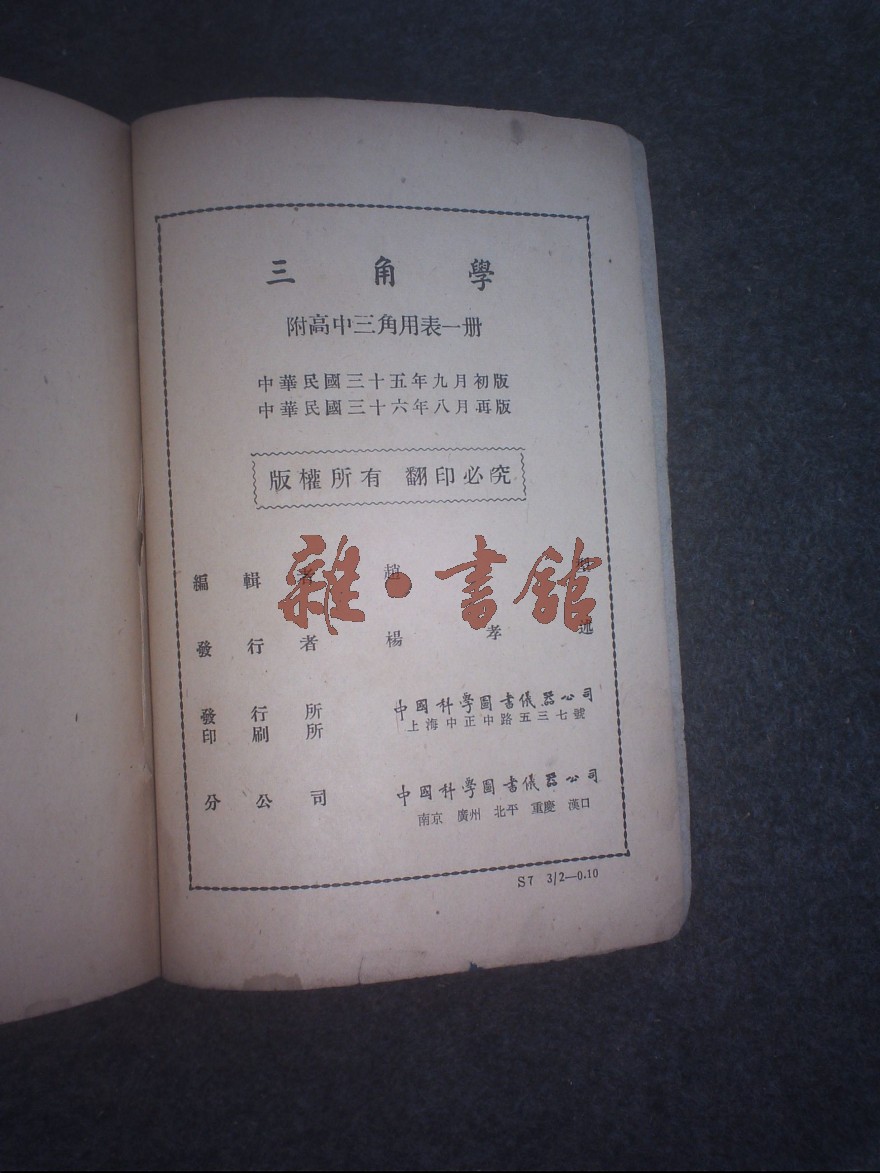 三角學
附高中三角用表一册
中華民國三十五年九月初版
中華民國三十六年八月再版
版權所有 翻印必究
編輯者 趙型
雜·書館
發行者 楊孝述
發行所 中國科學圖書儀器公司
印刷所 上海中正中路五三七號
分公司 中國科學圖書儀器公司
南京 廣州 北平 重慶 漢口
S7 3/2—0.10